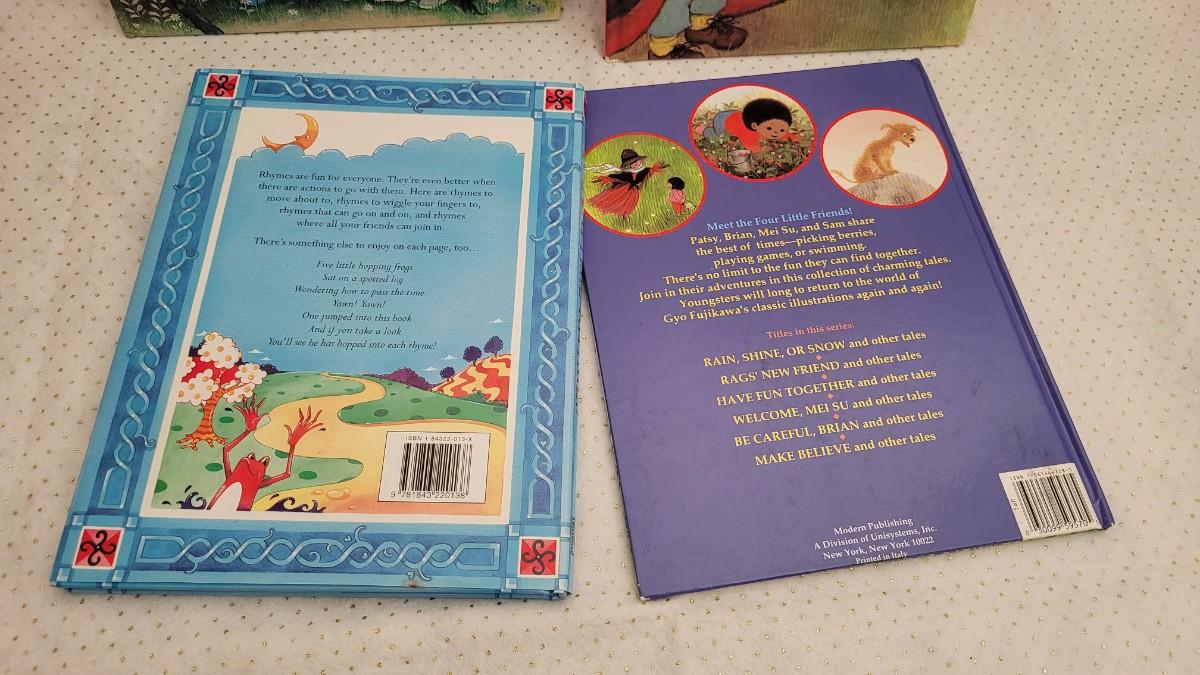 Rhymes are fun for everyone. They're even better when
there are actions to go with them. Here are rhymes to
move about to, rhymes to wiggle your fingers to,
rhymes that can go on and on, and rhymes
where all your friends can join in.
There's something else to enjoy on each page, too...
Five little hopping frogs
Sat on a spotted log
Wondering how to pass the time.
Yawn! Yawn!
One jumped into this book
And if you take a look
You'll see he has hopped into each rhyme!
ISBN 1-84322-013-X
9 781843 220138
Meet the Four Little Friends!
Patsy, Brian, Mei Su, and Sam share
the best of times—picking berries,
playing games, or swimming.
There's no limit to the fun they can find together.
Join in their adventures in this collection of charming tales.
Youngsters will long to return to the world of
Gyo Fujikawa's classic illustrations again and again!
Titles in this series:
RAIN, SHINE, OR SNOW and other tales
RAGS' NEW FRIEND and other tales
HAVE FUN TOGETHER and other tales
WELCOME, MEI SU and other tales
BE CAREFUL, BRIAN and other tales
MAKE BELIEVE and other tales
Modern Publishing
A Division of Unisystems, Inc.
New York, New York 10022
Printed in Italy
ISBN